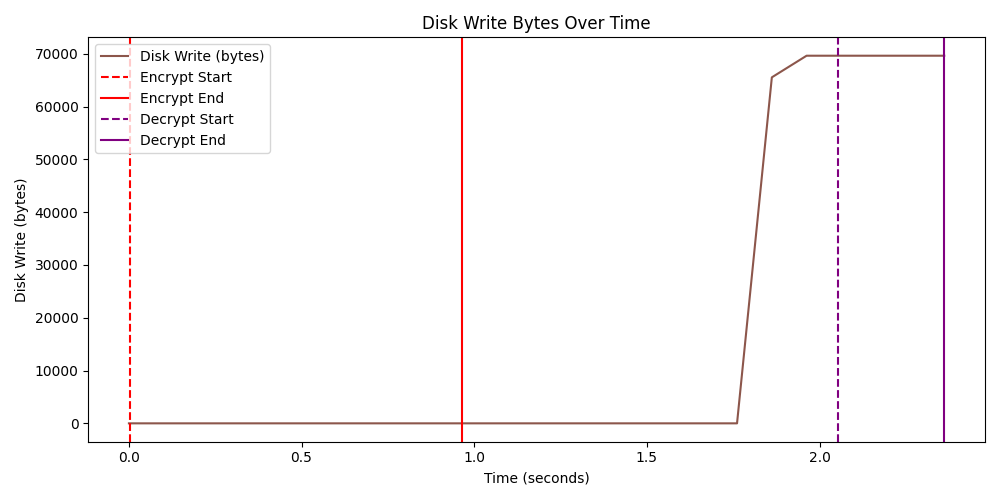 Disk Write Bytes Over Time
Disk Write (bytes)
Encrypt Start
Encrypt End
Decrypt Start
Decrypt End
Disk Write (bytes)
70000
60000
50000
40000
30000
20000
10000
0
0.0 0.5 1.0 1.5 2.0
Time (seconds)